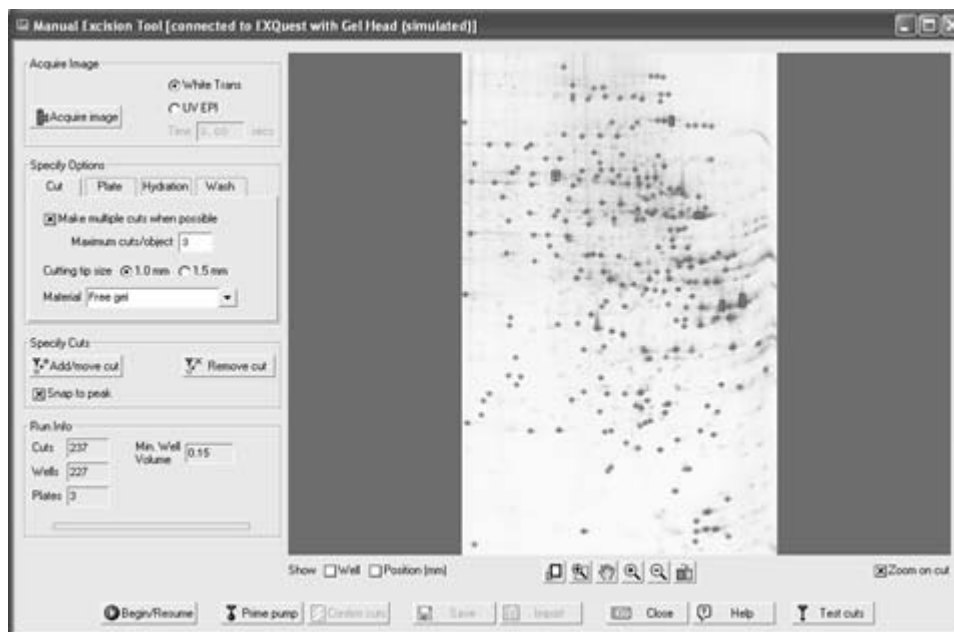 Manual Excision Tool [connected to EXQuest with Gel Head (simulated)]
Acquire Image
White Trans
Acquire image
UV EPI
Time secs
Specify Options
Cut Plate Hydration Wash
Make multiple cuts when possible
Maximum cuts/object 3
Cutting tip size 1.0 mm 1.5 mm
Material Free gel
Specify Cuts
Add/move cut Remove cut
Snap to peak
Run Info
Cuts 237 Min. Well Volume 0.15
Wells 227
Plates 3
Show Well Position (mm) Zoom on cut
Begin/Resume Prime pump Confirm cuts Save Import Close Help Test cuts